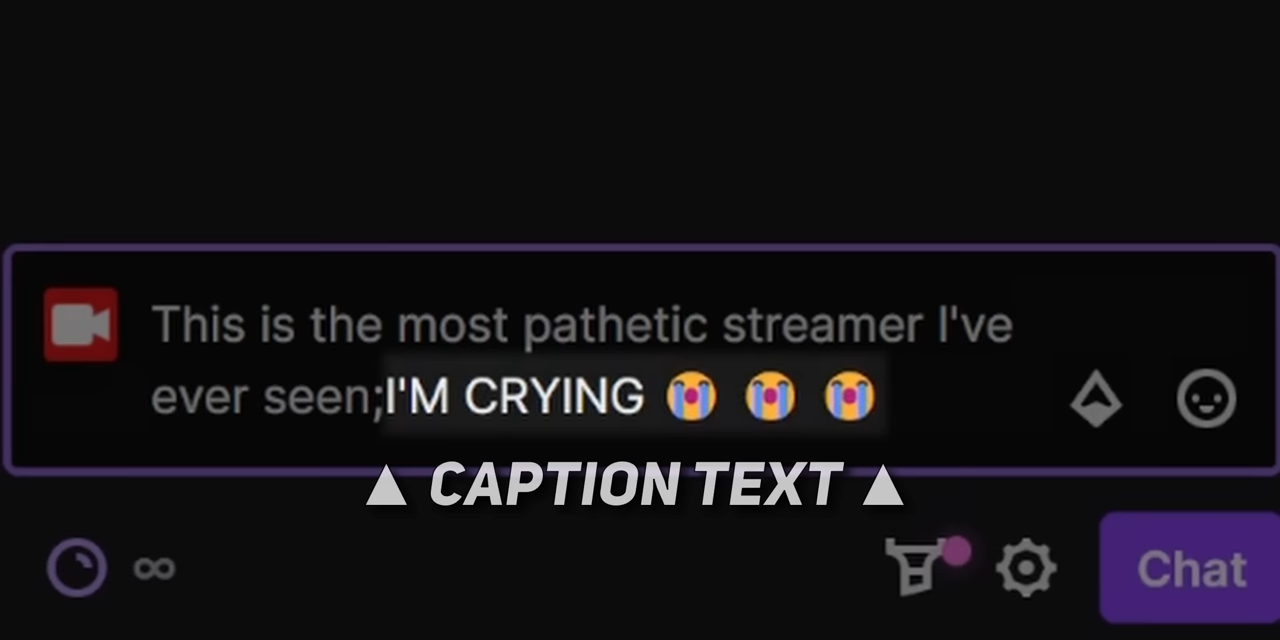 This is the most pathetic streamer I've
ever seen;I'M CRYING 😭 😭 😭
▲ CAPTION TEXT ▲
Chat